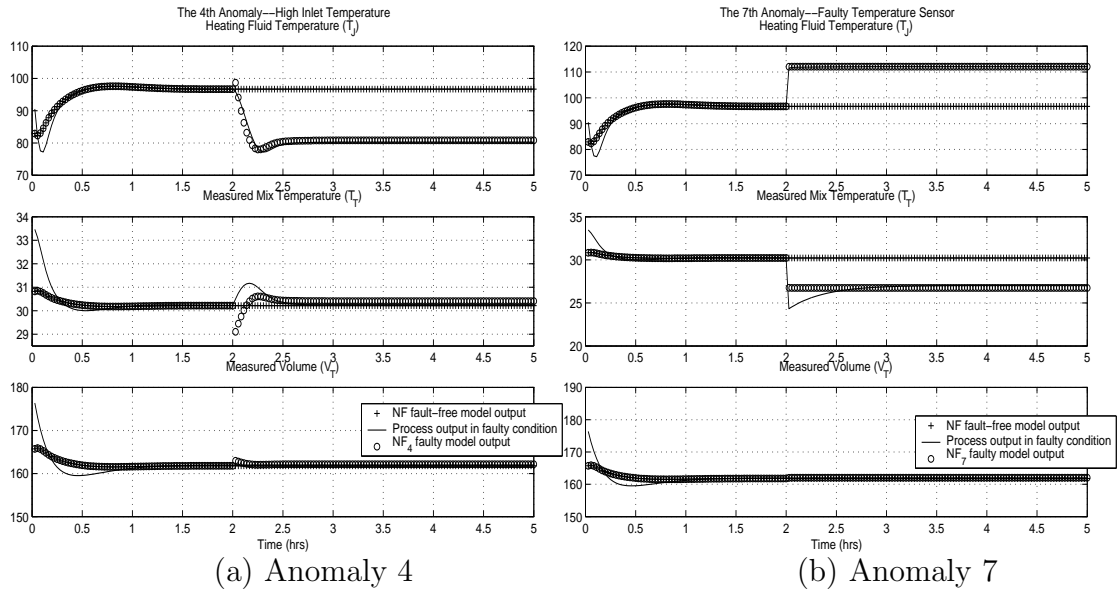 The 4th Anomaly−−High Inlet Temperature
Heating Fluid Temperature (T_J)
110
100
90
80
70
0 0.5 1 1.5 2 2.5 3 3.5 4 4.5 5
Measured Mix Temperature (T_T)
34
33
32
31
30
29
0 0.5 1 1.5 2 2.5 3 3.5 4 4.5 5
Measured Volume (V_T)
180
170
160
150
0 0.5 1 1.5 2 2.5 3 3.5 4 4.5 5
Time (hrs)
NF fault−free model output
Process output in faulty condition
NF_4 faulty model output
(a) Anomaly 4
The 7th Anomaly−−Faulty Temperature Sensor
Heating Fluid Temperature (T_J)
120
110
100
90
80
70
0 0.5 1 1.5 2 2.5 3 3.5 4 4.5 5
Measured Mix Temperature (T_T)
35
30
25
20
0 0.5 1 1.5 2 2.5 3 3.5 4 4.5 5
Measured Volume (V_T)
190
180
170
160
150
0 0.5 1 1.5 2 2.5 3 3.5 4 4.5 5
Time (hrs)
NF fault−free model output
Process output in faulty condition
NF_7 faulty model output
(b) Anomaly 7